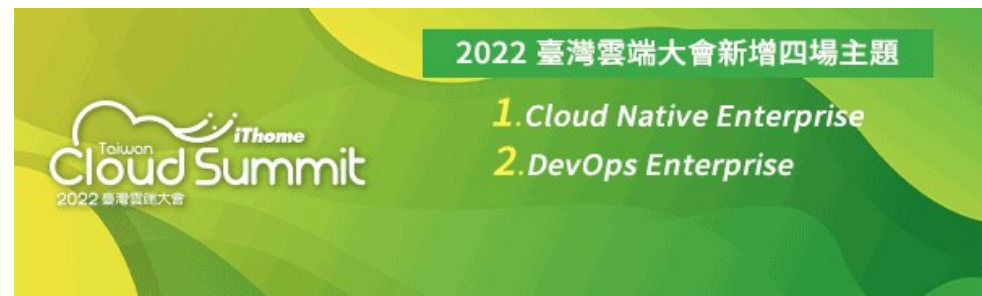 2022 臺灣雲端大會新增四場主題
1.Cloud Native Enterprise
2.DevOps Enterprise
iThome
Taiwan
Cloud Summit
2022 臺灣雲端大會